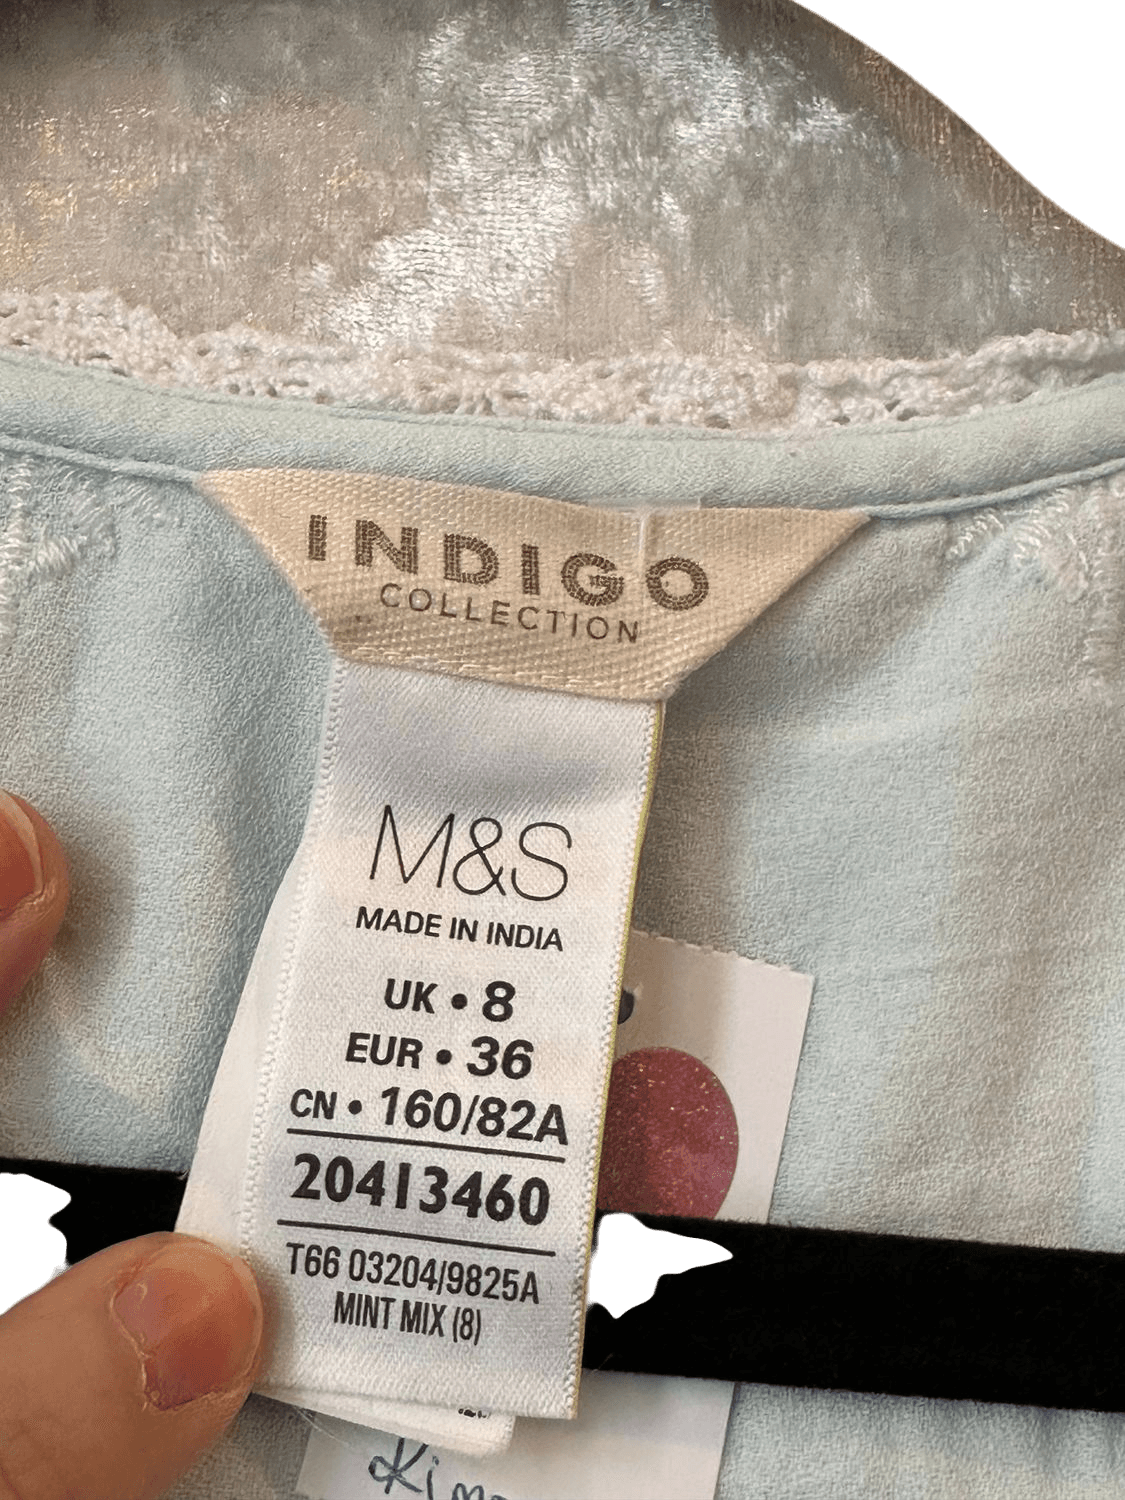 INDIGO
COLLECTION
M&S
MADE IN INDIA
UK • 8
EUR • 36
CN • 160/82A
20413460
T66 03204/9825A
MINT MIX (8)